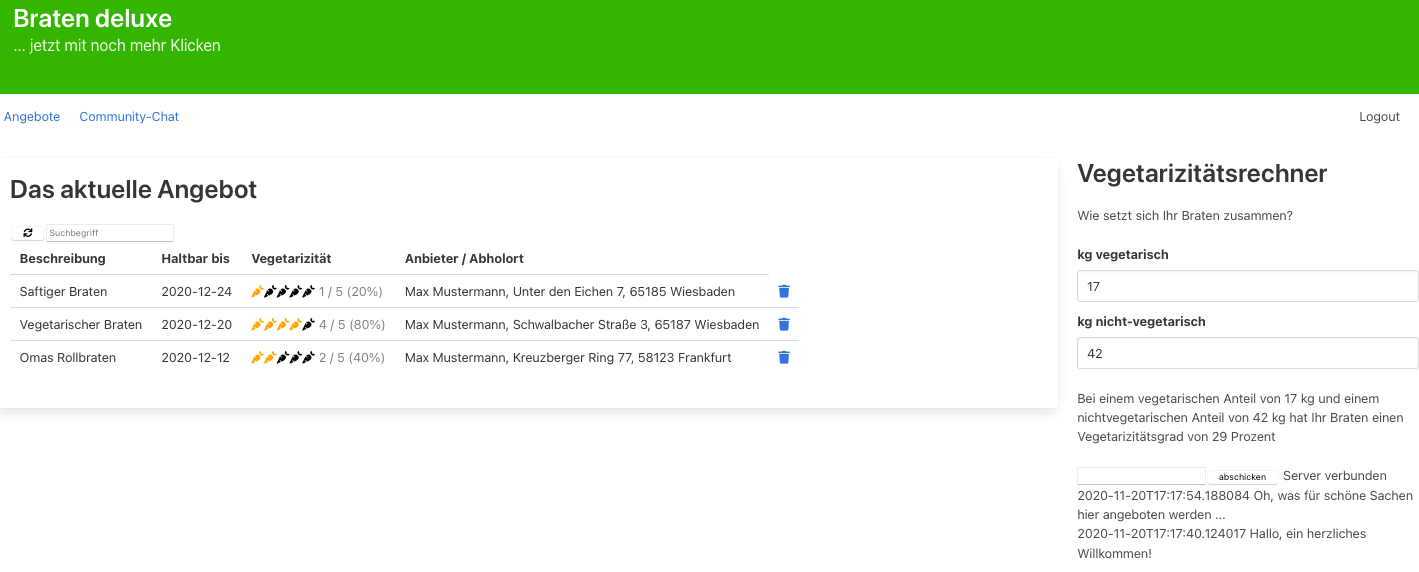 Braten deluxe
... jetzt mit noch mehr Klicken
Angebote Community-Chat Logout
Das aktuelle Angebot
Suchbegriff
Beschreibung Haltbar bis Vegetarizität Anbieter / Abholort
Saftiger Braten 2020-12-24 1 / 5 (20%) Max Mustermann, Unter den Eichen 7, 65185 Wiesbaden
Vegetarischer Braten 2020-12-20 4 / 5 (80%) Max Mustermann, Schwalbacher Straße 3, 65187 Wiesbaden
Omas Rollbraten 2020-12-12 2 / 5 (40%) Max Mustermann, Kreuzberger Ring 77, 58123 Frankfurt
Vegetarizitätsrechner
Wie setzt sich Ihr Braten zusammen?
kg vegetarisch
17
kg nicht-vegetarisch
42
Bei einem vegetarischen Anteil von 17 kg und einem
nichtvegetarischen Anteil von 42 kg hat Ihr Braten einen
Vegetarizitätsgrad von 29 Prozent
abschicken Server verbunden
2020-11-20T17:17:54.188084 Oh, was für schöne Sachen
hier angeboten werden ...
2020-11-20T17:17:40.124017 Hallo, ein herzliches
Willkommen!